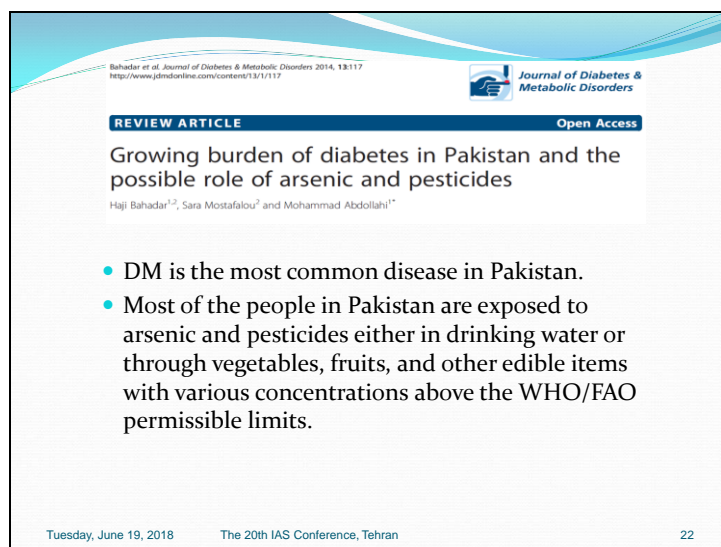 Bahadar et al. Journal of Diabetes & Metabolic Disorders 2014, 13:117
http://www.jdmdonline.com/content/13/1/117
Journal of Diabetes &
Metabolic Disorders
REVIEW ARTICLE Open Access
Growing burden of diabetes in Pakistan and the
possible role of arsenic and pesticides
Haji Bahadar1,2, Sara Mostafalou2 and Mohammad Abdollahi1*
• DM is the most common disease in Pakistan.
• Most of the people in Pakistan are exposed to
arsenic and pesticides either in drinking water or
through vegetables, fruits, and other edible items
with various concentrations above the WHO/FAO
permissible limits.
Tuesday, June 19, 2018 The 20th IAS Conference, Tehran 22